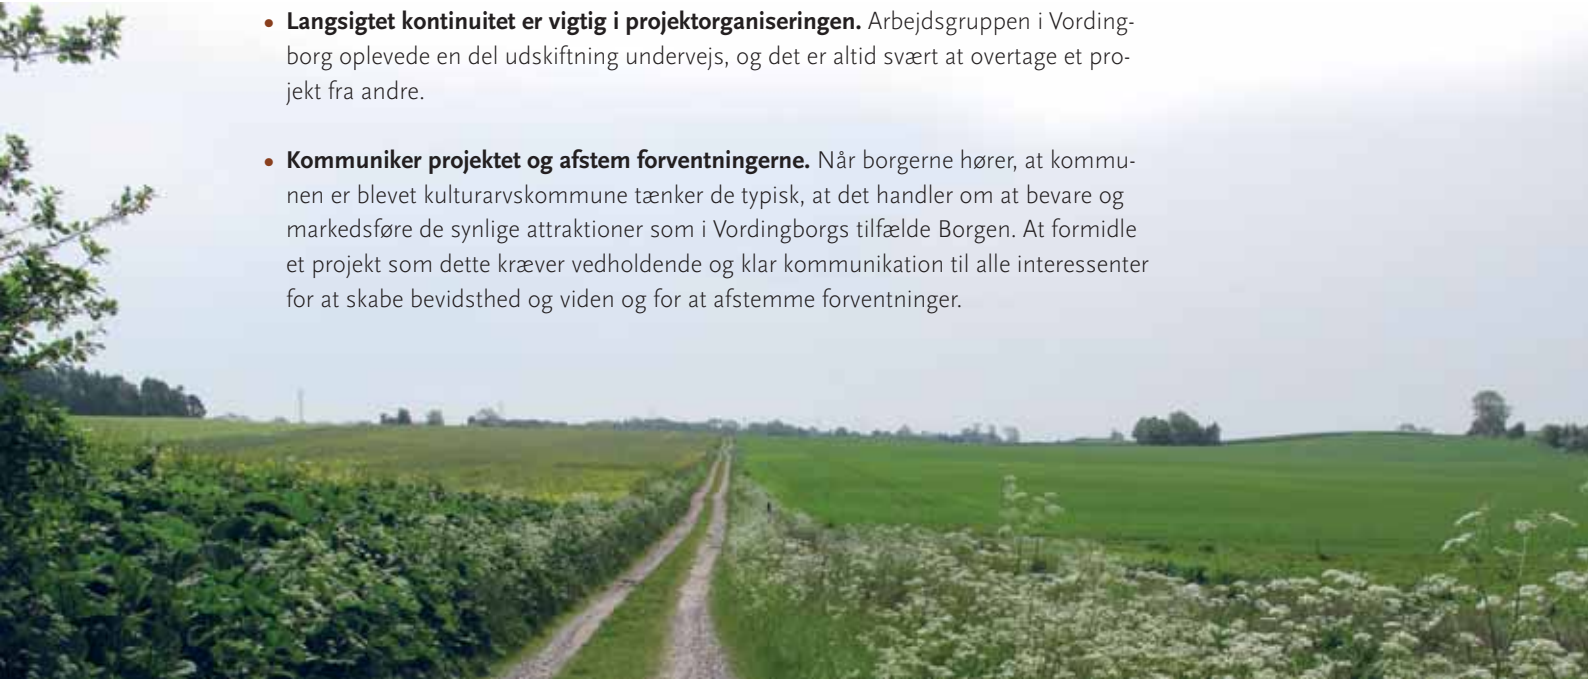 • Langsigtet kontinuitet er vigtig i projektorganiseringen. Arbejdsgruppen i Vording-
borg oplevede en del udskiftning undervejs, og det er altid svært at overtage et pro-
jekt fra andre.
• Kommuniker projektet og afstem forventningerne. Når borgerne hører, at kommu-
nen er blevet kulturarvskommune tænker de typisk, at det handler om at bevare og
markedsføre de synlige attraktioner som i Vordingborgs tilfælde Borgen. At formidle
et projekt som dette kræver vedholdende og klar kommunikation til alle interessenter
for at skabe bevidsthed og viden og for at afstemme forventninger.